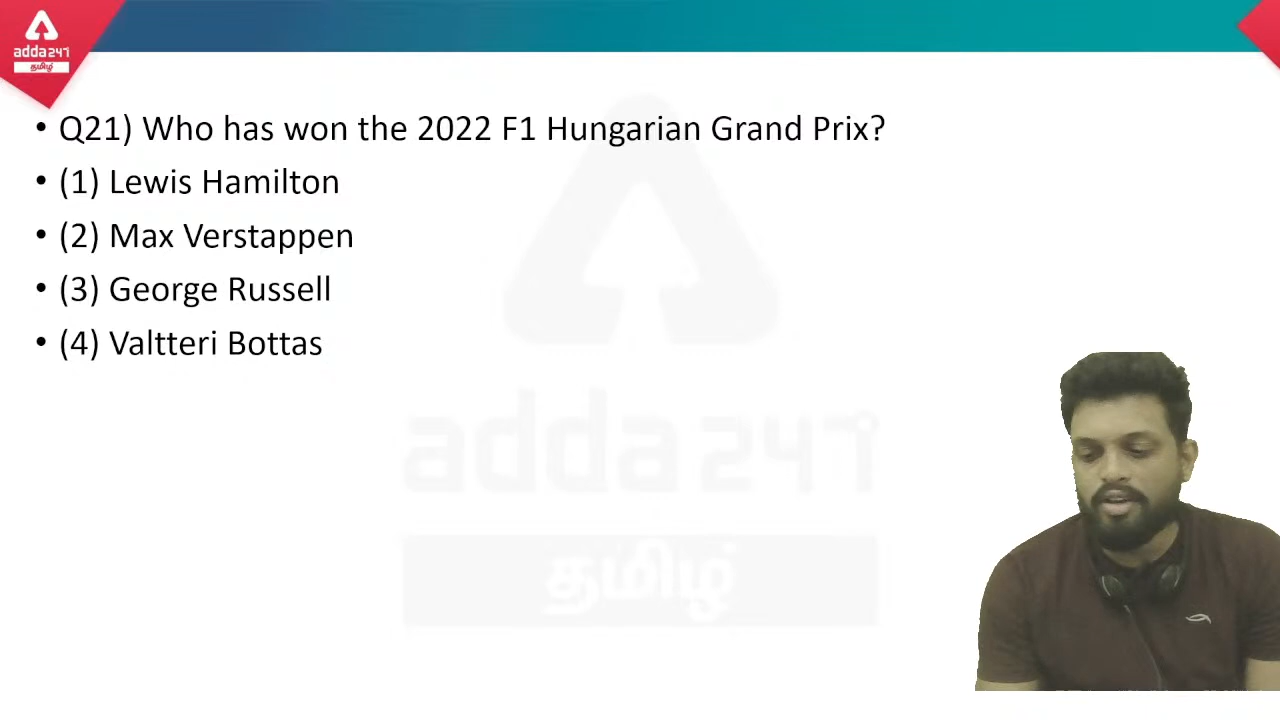 adda247
தமிழ்
• Q21) Who has won the 2022 F1 Hungarian Grand Prix?
• (1) Lewis Hamilton
• (2) Max Verstappen
• (3) George Russell
• (4) Valtteri Bottas
adda247
தமிழ்